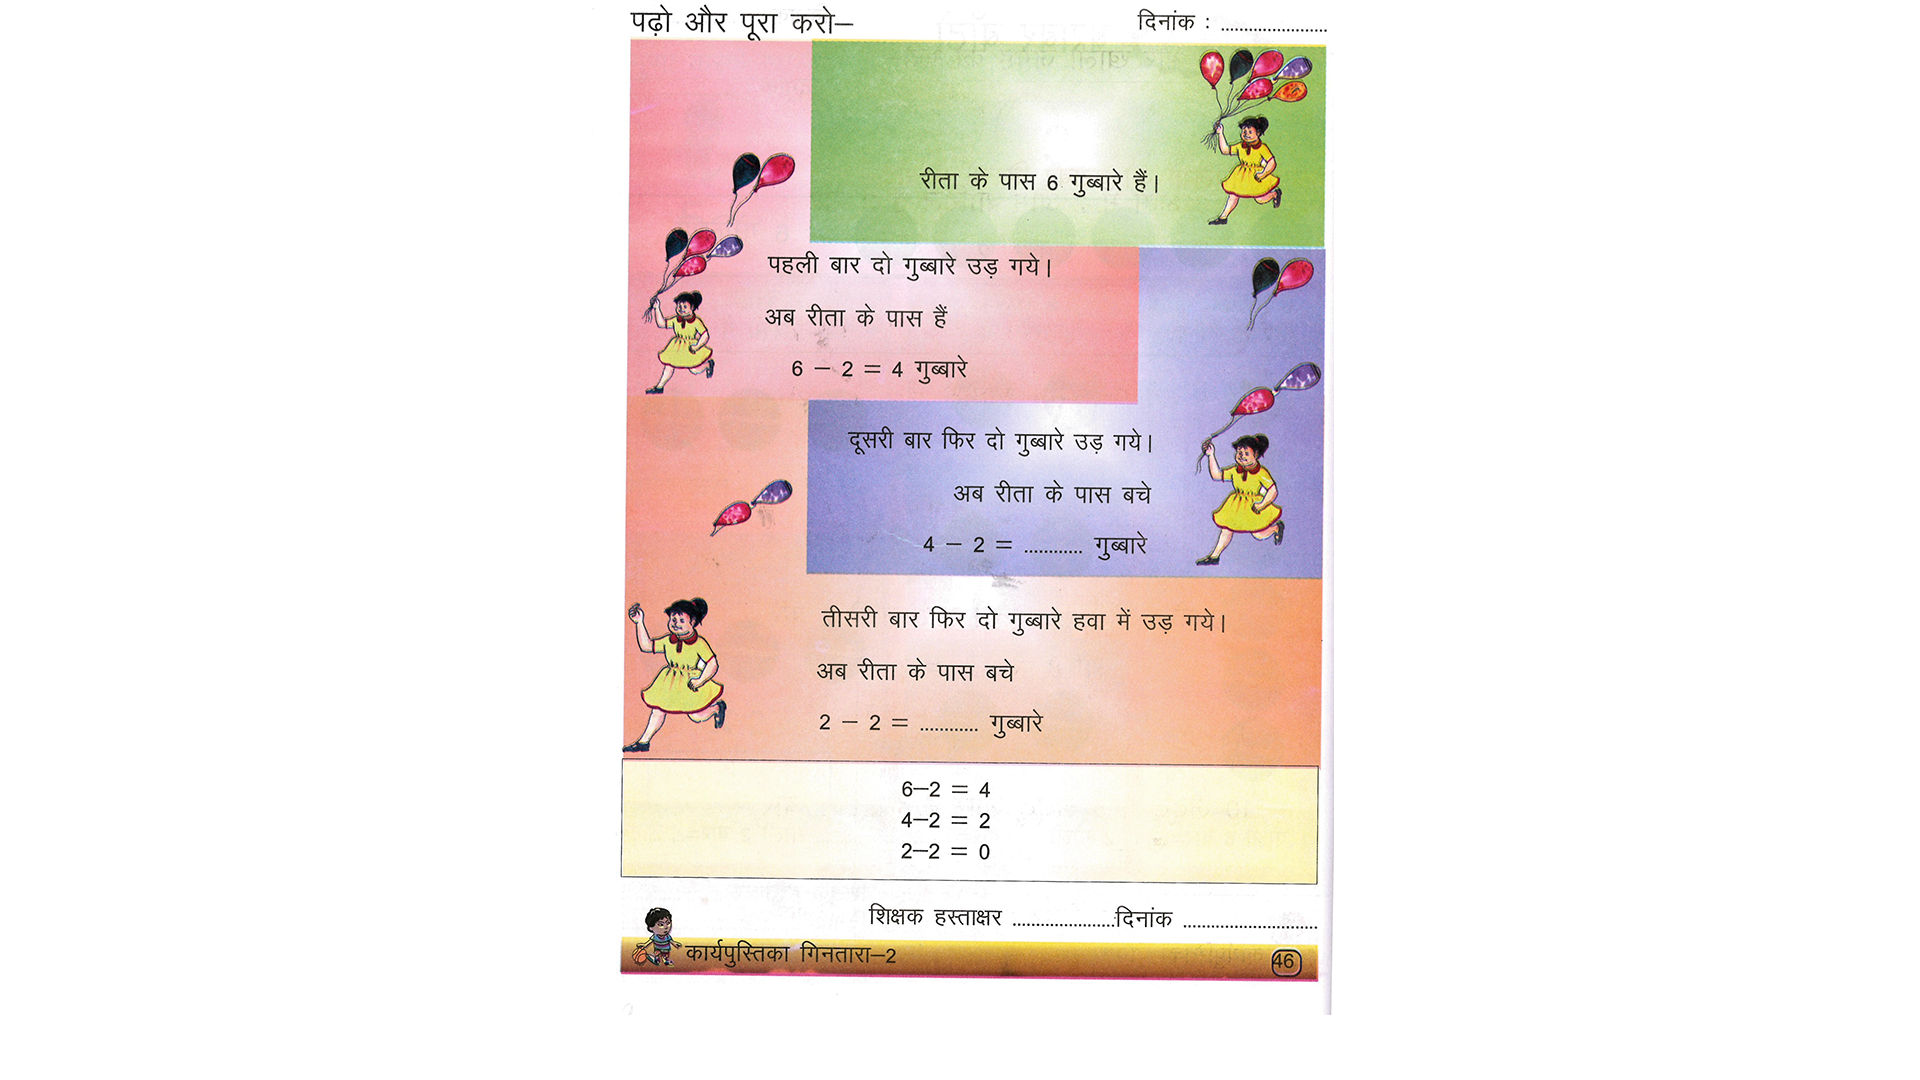 पढ़ो और पूरा करो–
दिनांक : .......................
रीता के पास 6 गुब्बारे हैं।
पहली बार दो गुब्बारे उड़ गये।
अब रीता के पास हैं
6 – 2 = 4 गुब्बारे
दूसरी बार फिर दो गुब्बारे उड़ गये।
अब रीता के पास बचे
4 – 2 = ............ गुब्बारे
तीसरी बार फिर दो गुब्बारे हवा में उड़ गये।
अब रीता के पास बचे
2 – 2 = ............ गुब्बारे
6–2 = 4
4–2 = 2
2–2 = 0
शिक्षक हस्ताक्षर ......................दिनांक .............................
कार्यपुस्तिका गिनतारा–2
46